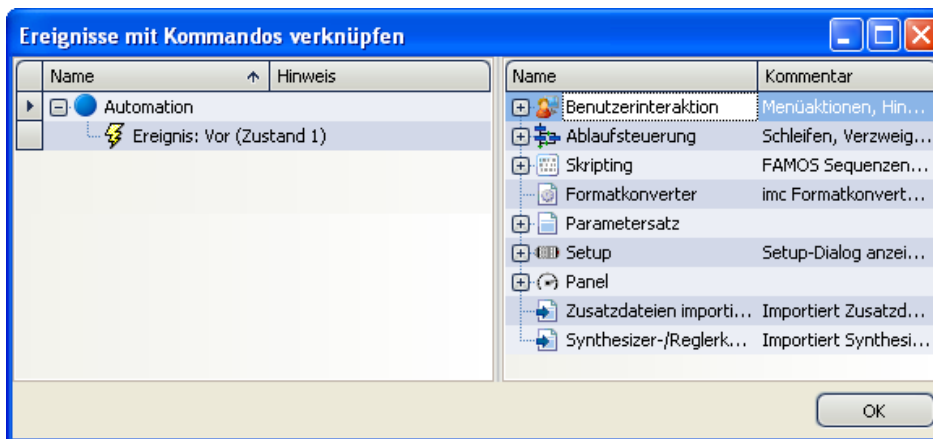 Ereignisse mit Kommandos verknüpfen
Name Hinweis
Automation
Ereignis: Vor (Zustand 1)
Name Kommentar
Benutzerinteraktion Menüaktionen, Hin...
Ablaufsteuerung Schleifen, Verzweig...
Skripting FAMOS Sequenzen...
Formatkonverter imc Formatkonvert...
Parametersatz
Setup Setup-Dialog anzei...
Panel
Zusatzdateien importi... Importiert Zusatzd...
Synthesizer-/Reglerk... Importiert Synthesi...
OK